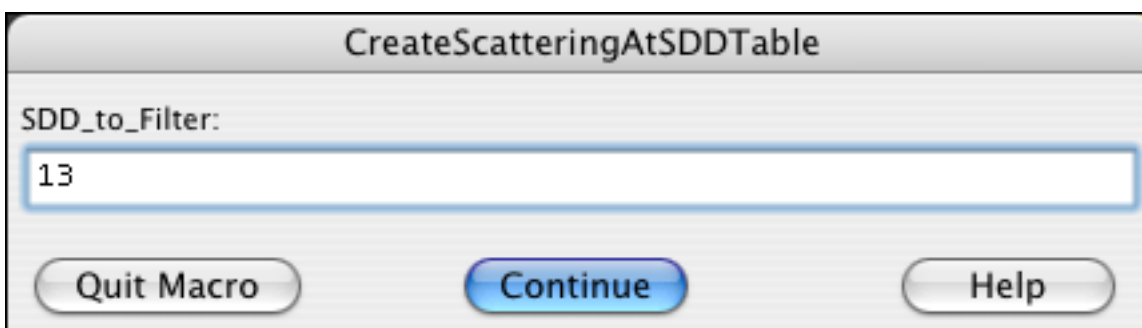 CreateScatteringAtSDDTable
SDD_to_Filter:
13
Quit Macro Continue Help